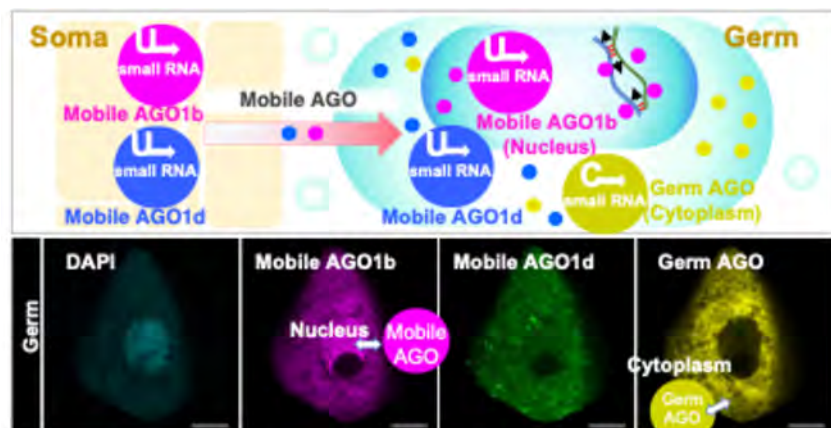 Soma
U
small RNA
Mobile AGO1b
Mobile AGO
U
small RNA
Mobile AGO1d
Germ
U
small RNA
Mobile AGO1b
(Nucleus)
U
small RNA
Mobile AGO1d
C
small RNA
Germ AGO
(Cytoplasm)
Germ
DAPI
Mobile AGO1b
Nucleus
Mobile
AGO
Mobile AGO1d
Germ AGO
Cytoplasm
Germ
AGO